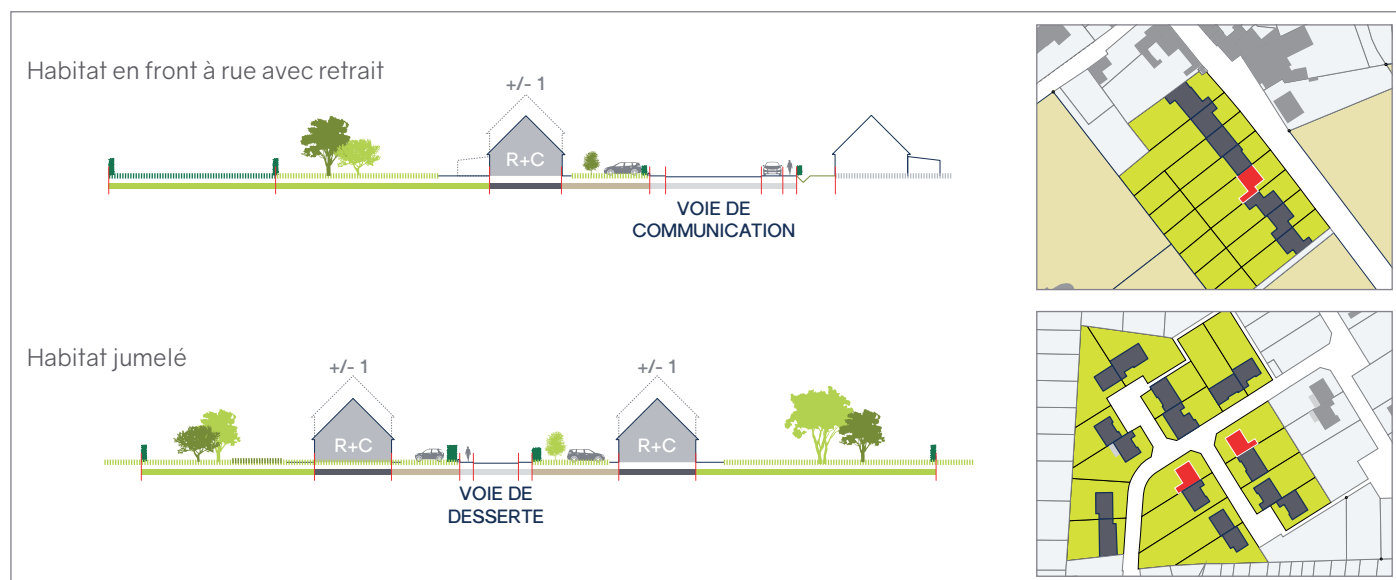 Habitat en front à rue avec retrait
+/- 1
R+C
VOIE DE
COMMUNICATION
Habitat jumelé
+/- 1
+/- 1
R+C
R+C
VOIE DE
DESSERTE